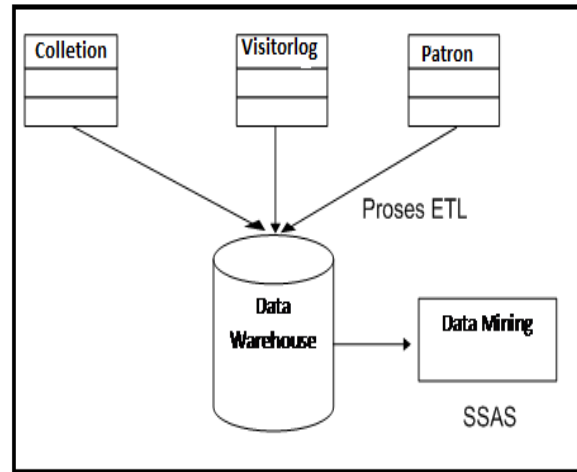 Colletion
Visitorlog
Patron
Proses ETL
Data
Warehouse
Data Mining
SSAS